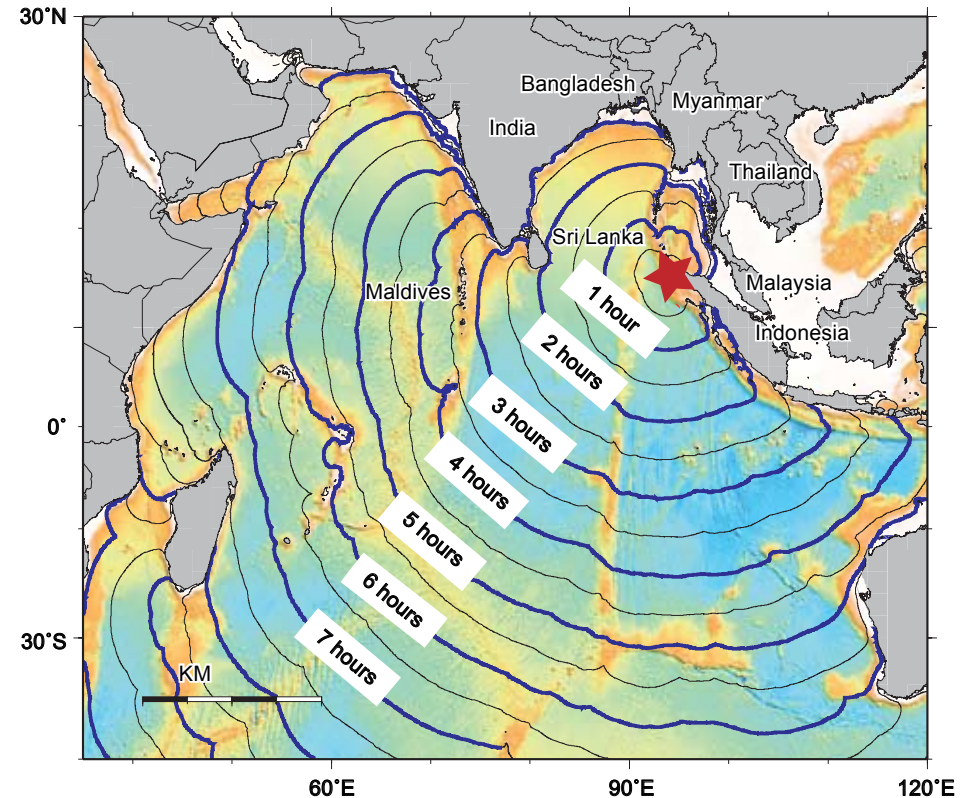 30°N
Bangladesh
Myanmar
India
Thailand
Sri Lanka
Maldives
Malaysia
1 hour
Indonesia
2 hours
3 hours
0°
4 hours
5 hours
6 hours
30°S
7 hours
KM
60°E
90°E
120°E